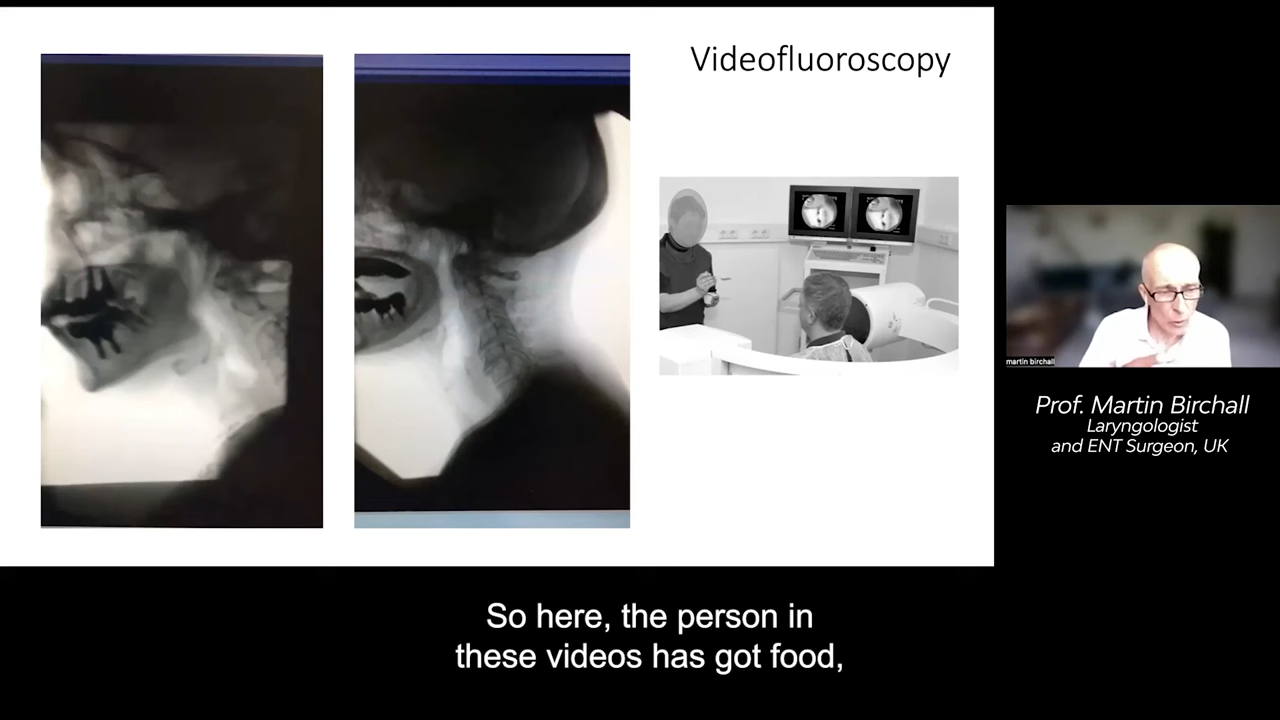 Videofluoroscopy
martin birchall
Prof. Martin Birchall
Laryngologist
and ENT Surgeon, UK
So here, the person in
these videos has got food,